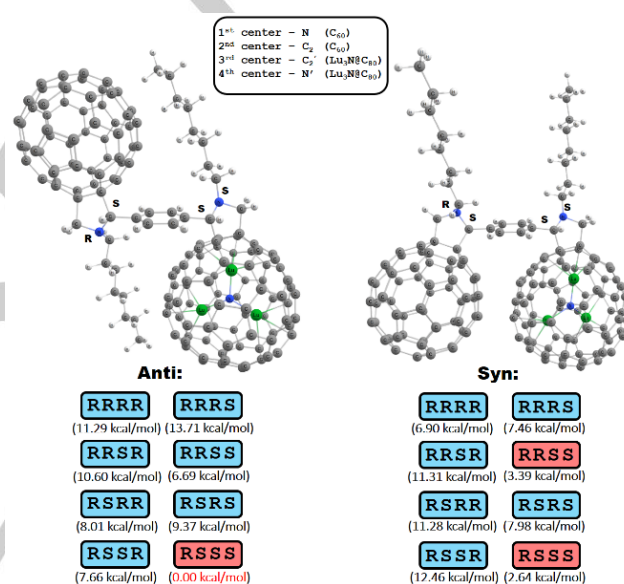 1st center – N (C60)
2nd center – C2 (C60)
3rd center – C2' (Lu3N@C80)
4th center – N' (Lu3N@C80)
S
S
S
R
R
S
S
S
Anti:
RRRR RRRS
(11.29 kcal/mol) (13.71 kcal/mol)
RRSR RRSS
(10.60 kcal/mol) (6.69 kcal/mol)
RSRR RSRS
(8.01 kcal/mol) (9.37 kcal/mol)
RSSR RSSS
(7.66 kcal/mol) (0.00 kcal/mol)
Syn:
RRRR RRRS
(6.90 kcal/mol) (7.46 kcal/mol)
RRSR RRSS
(11.31 kcal/mol) (3.39 kcal/mol)
RSRR RSRS
(11.28 kcal/mol) (7.98 kcal/mol)
RSSR RSSS
(12.46 kcal/mol) (2.64 kcal/mol)